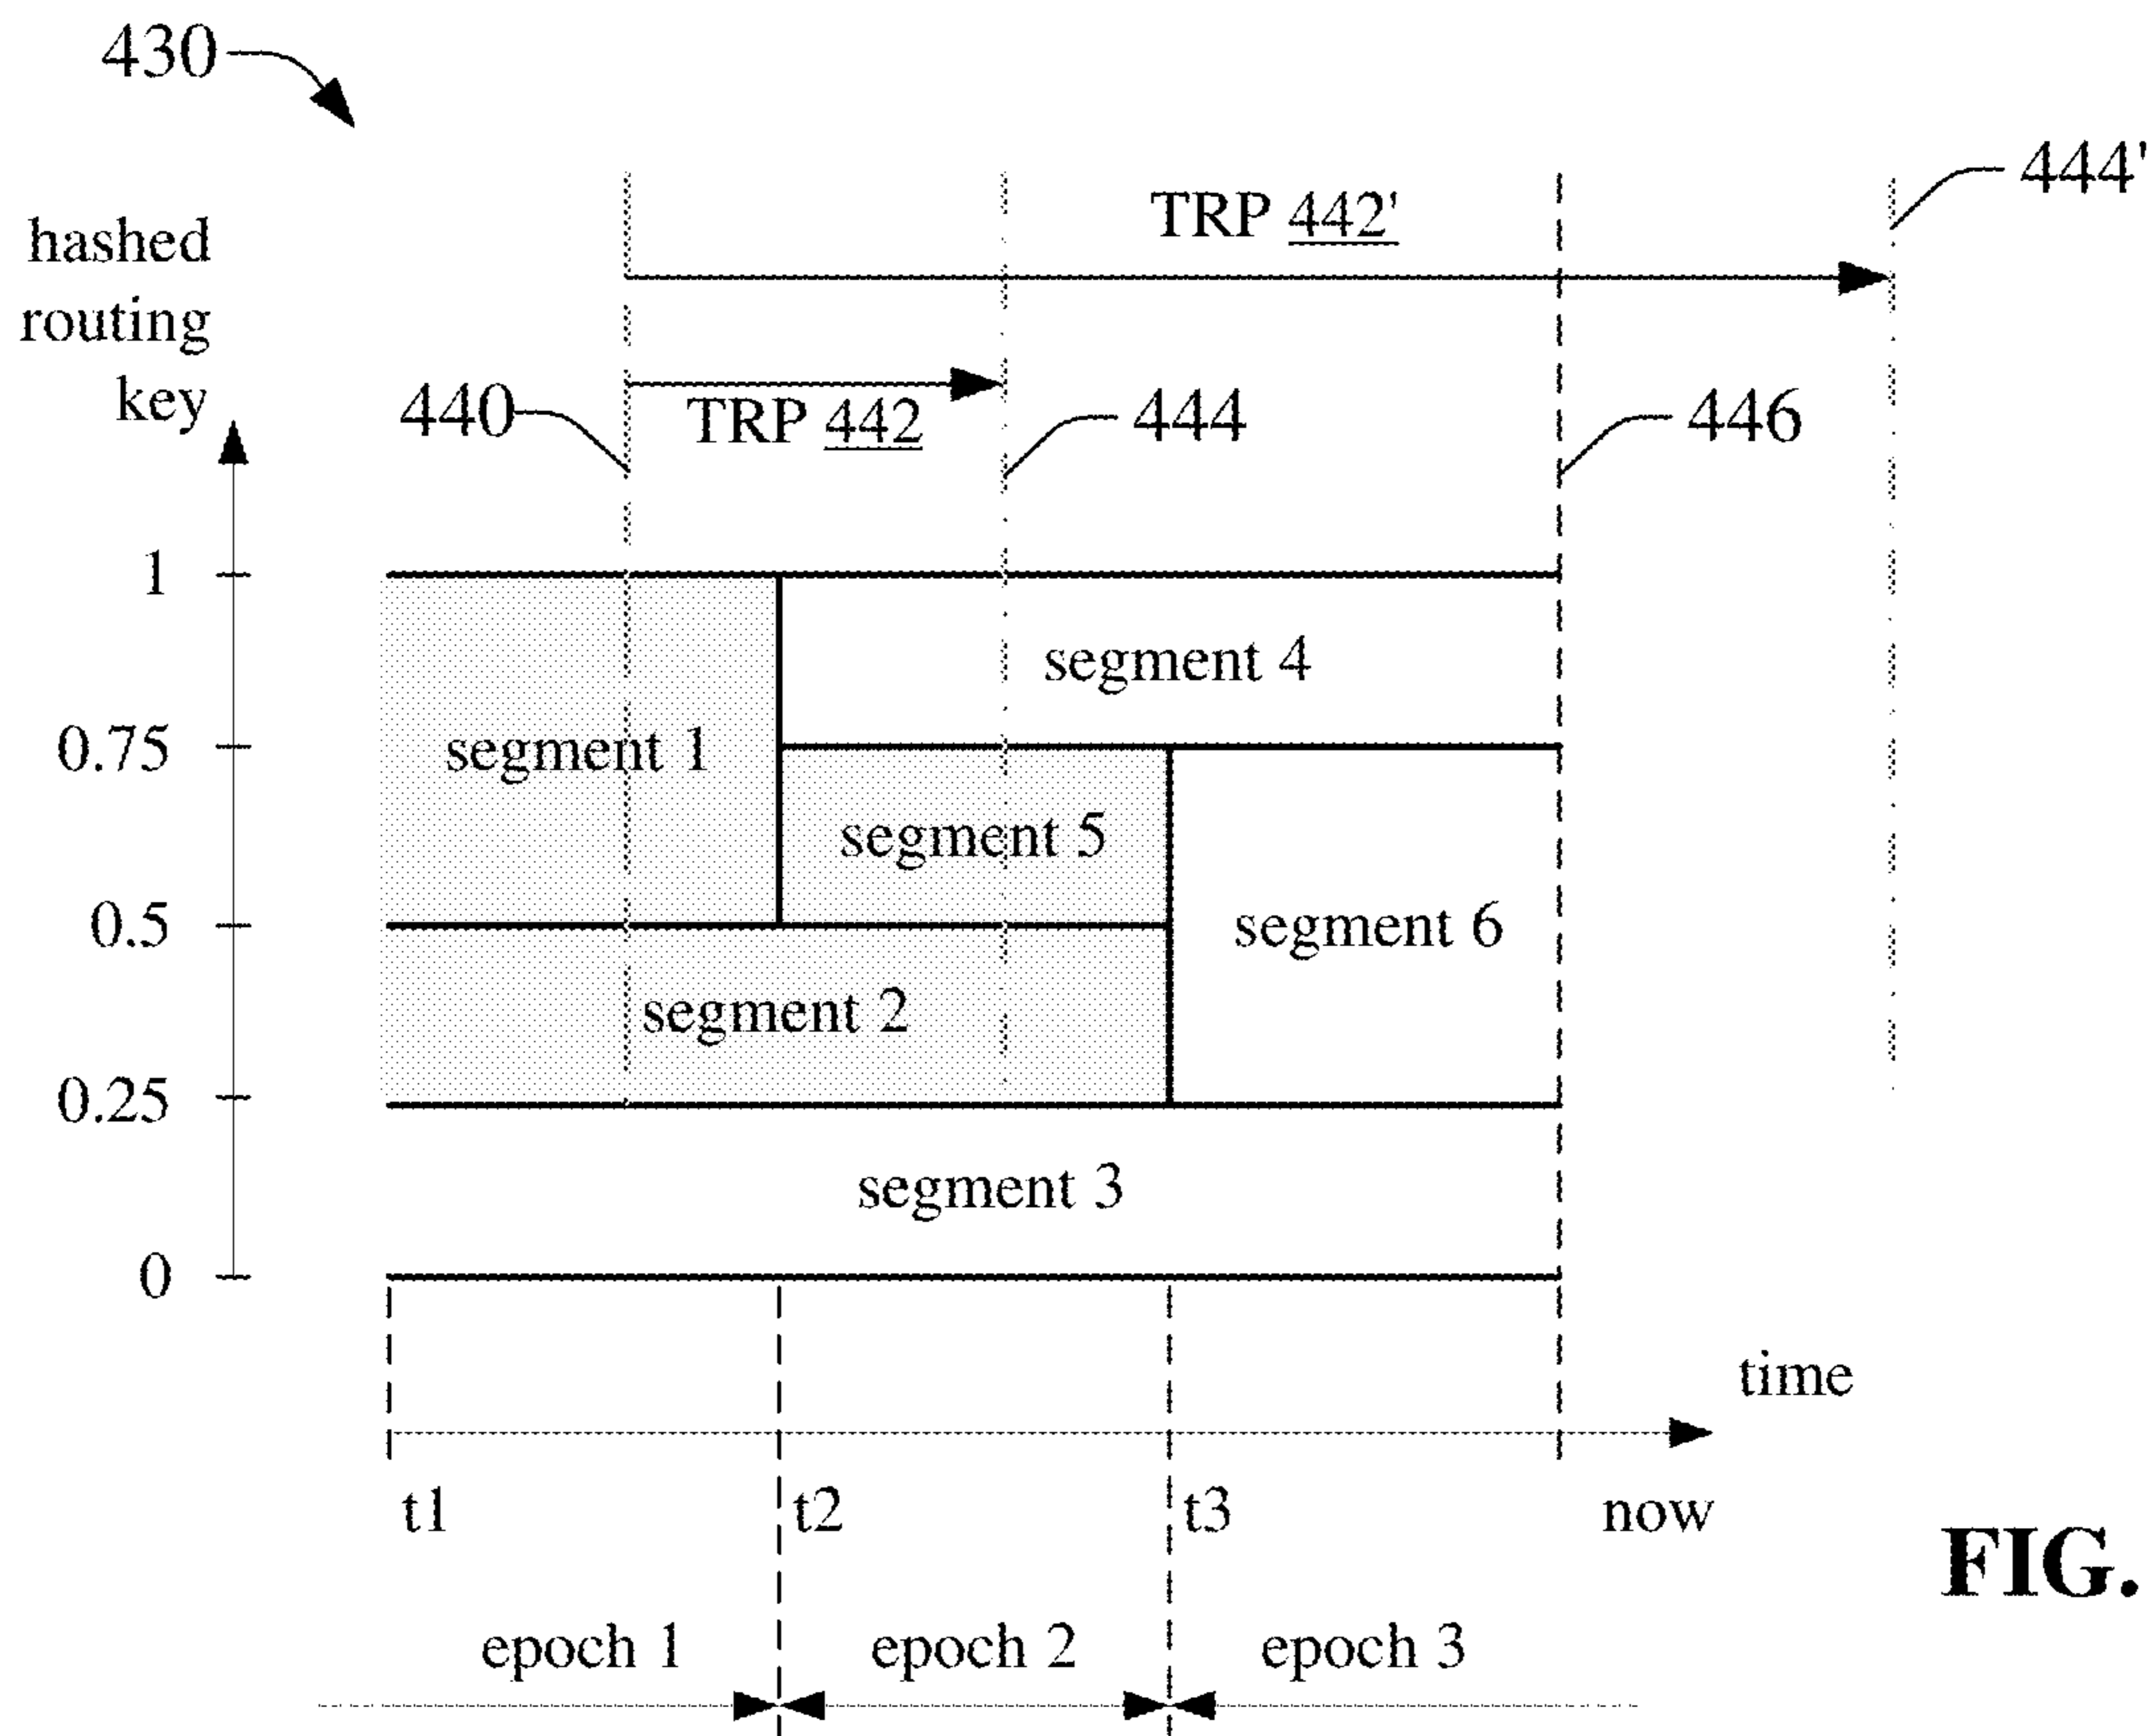 430
444'
TRP 442'
hashed
routing
key
440
TRP 442
444
446
1
segment 4
0.75
segment 1
segment 5
0.5
segment 6
segment 2
0.25
segment 3
0
time
t1
t2
t3
now
FIG.
epoch 1
epoch 2
epoch 3